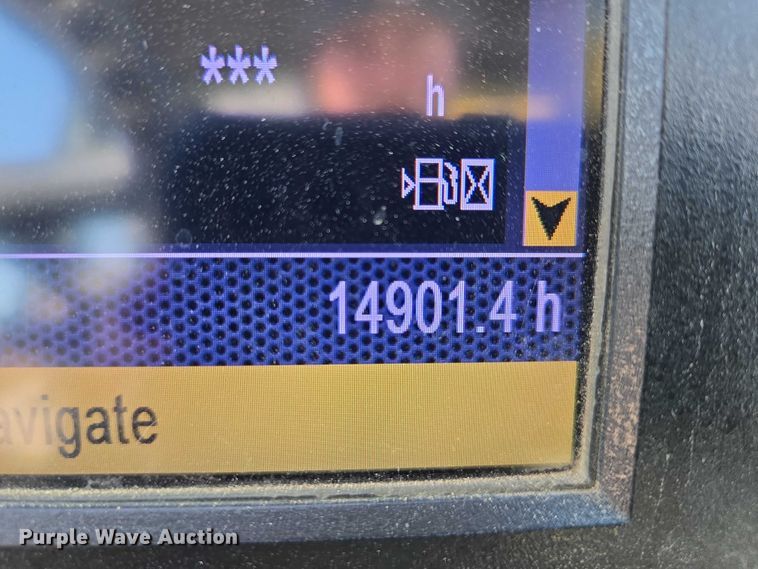 ***
h
14901.4 h
avigate
Purple Wave Auction